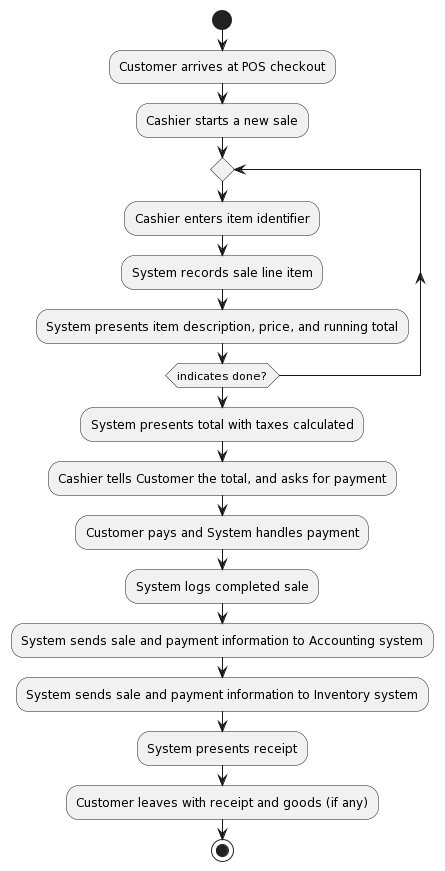 Customer arrives at POS checkout
Cashier starts a new sale
Cashier enters item identifier
System records sale line item
System presents item description, price, and running total
indicates done?
System presents total with taxes calculated
Cashier tells Customer the total, and asks for payment
Customer pays and System handles payment
System logs completed sale
System sends sale and payment information to Accounting system
System sends sale and payment information to Inventory system
System presents receipt
Customer leaves with receipt and goods (if any)